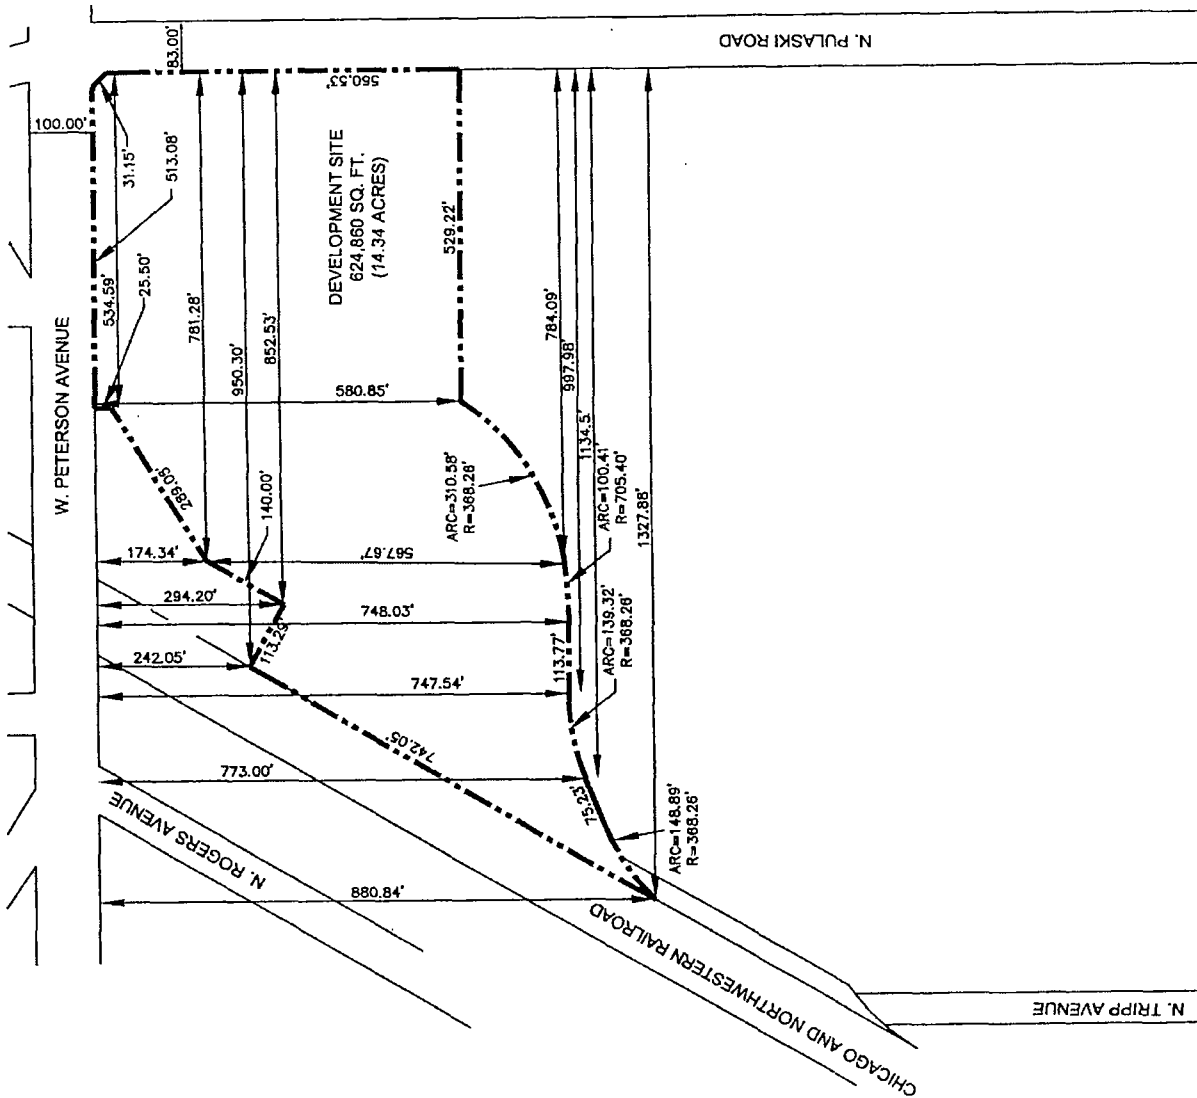 N. PULASKI ROAD
83.00'
560.53'
100.00'
31.15'
513.08'
534.59'
25.50'
DEVELOPMENT SITE
624,860 SQ. FT.
(14.34 ACRES)
529.22'
781.28'
950.30'
852.53'
784.09'
997.98'
1134.5'
W. PETERSON AVENUE
580.85'
289.05'
140.00'
ARC=310.58'
R=368.26'
ARC=100.41'
R=705.40'
1327.88'
174.34'
567.67'
294.20'
748.03'
113.29'
242.05'
113.77'
ARC=139.32'
R=368.26'
747.54'
742.05'
773.00'
75.23'
N. ROGERS AVENUE
ARC=148.89'
R=368.26'
880.84'
CHICAGO AND NORTHWESTERN RAILROAD
N. TRIPP AVENUE